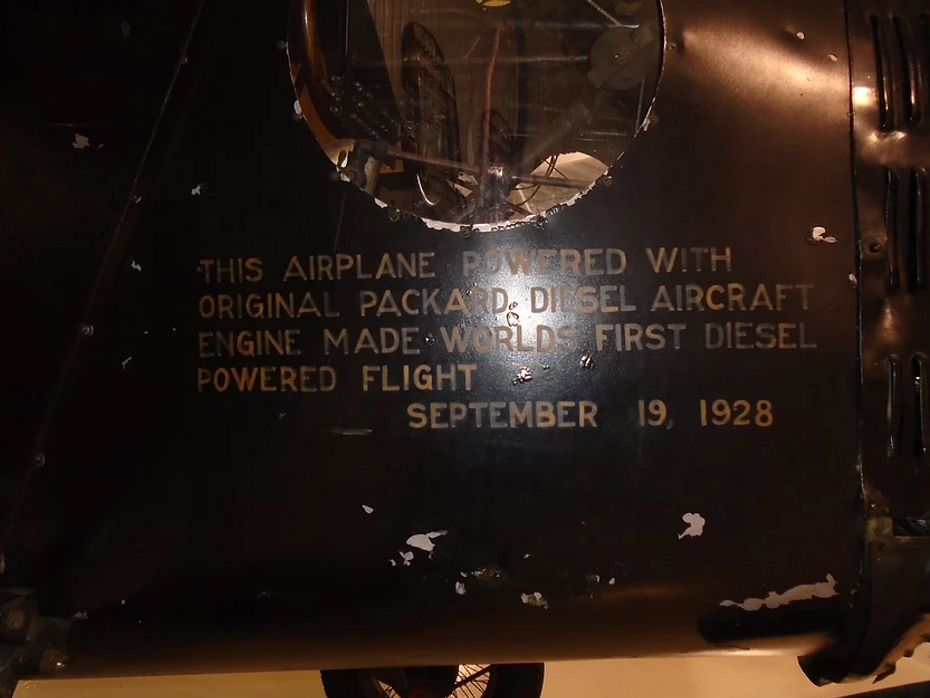 THIS AIRPLANE POWERED WITH
ORIGINAL PACKARD DIESEL AIRCRAFT
ENGINE MADE WORLDS FIRST DIESEL
POWERED FLIGHT
SEPTEMBER 19, 1928